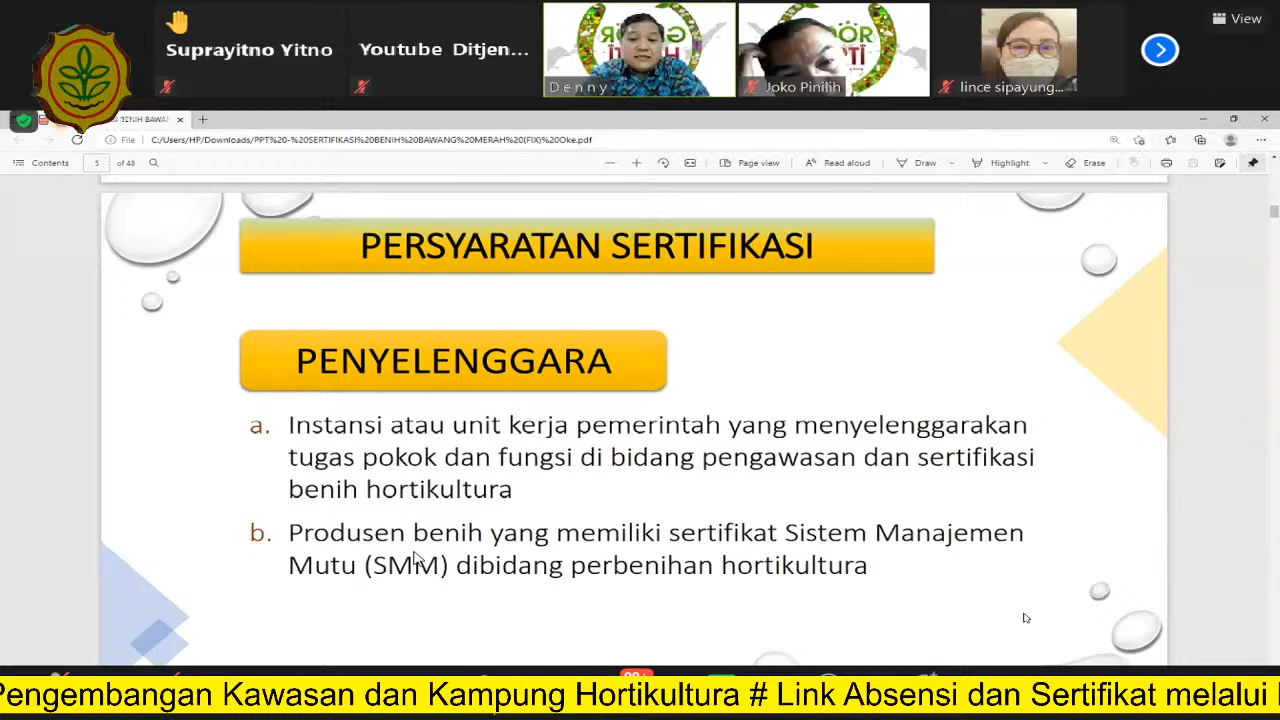 Suprayitno Yitno
Youtube Ditjen...
Denny
Joko Pinilih
lince sipayung...
View
BENIH BAWAN
File
C:/Users/HP/Downloads/PPT%20-%20SERTIFIKASI%20BENIH%20BAWANG%20MERAH%20(FIX)%20Oke.pdf
Contents
5
of 48
Page view
Read aloud
Draw
Highlight
Erase
PERSYARATAN SERTIFIKASI
PENYELENGGARA
a. Instansi atau unit kerja pemerintah yang menyelenggarakan
tugas pokok dan fungsi di bidang pengawasan dan sertifikasi
benih hortikultura
b. Produsen benih yang memiliki sertifikat Sistem Manajemen
Mutu (SMM) dibidang perbenihan hortikultura
Pengembangan Kawasan dan Kampung Hortikultura # Link Absensi dan Sertifikat melalui